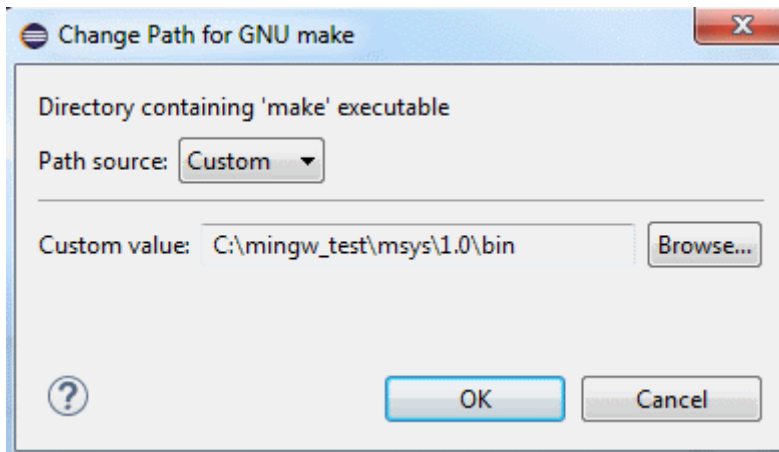 Change Path for GNU make
Directory containing 'make' executable
Path source: Custom
Custom value: C:\mingw_test\msys\1.0\bin Browse...
OK Cancel